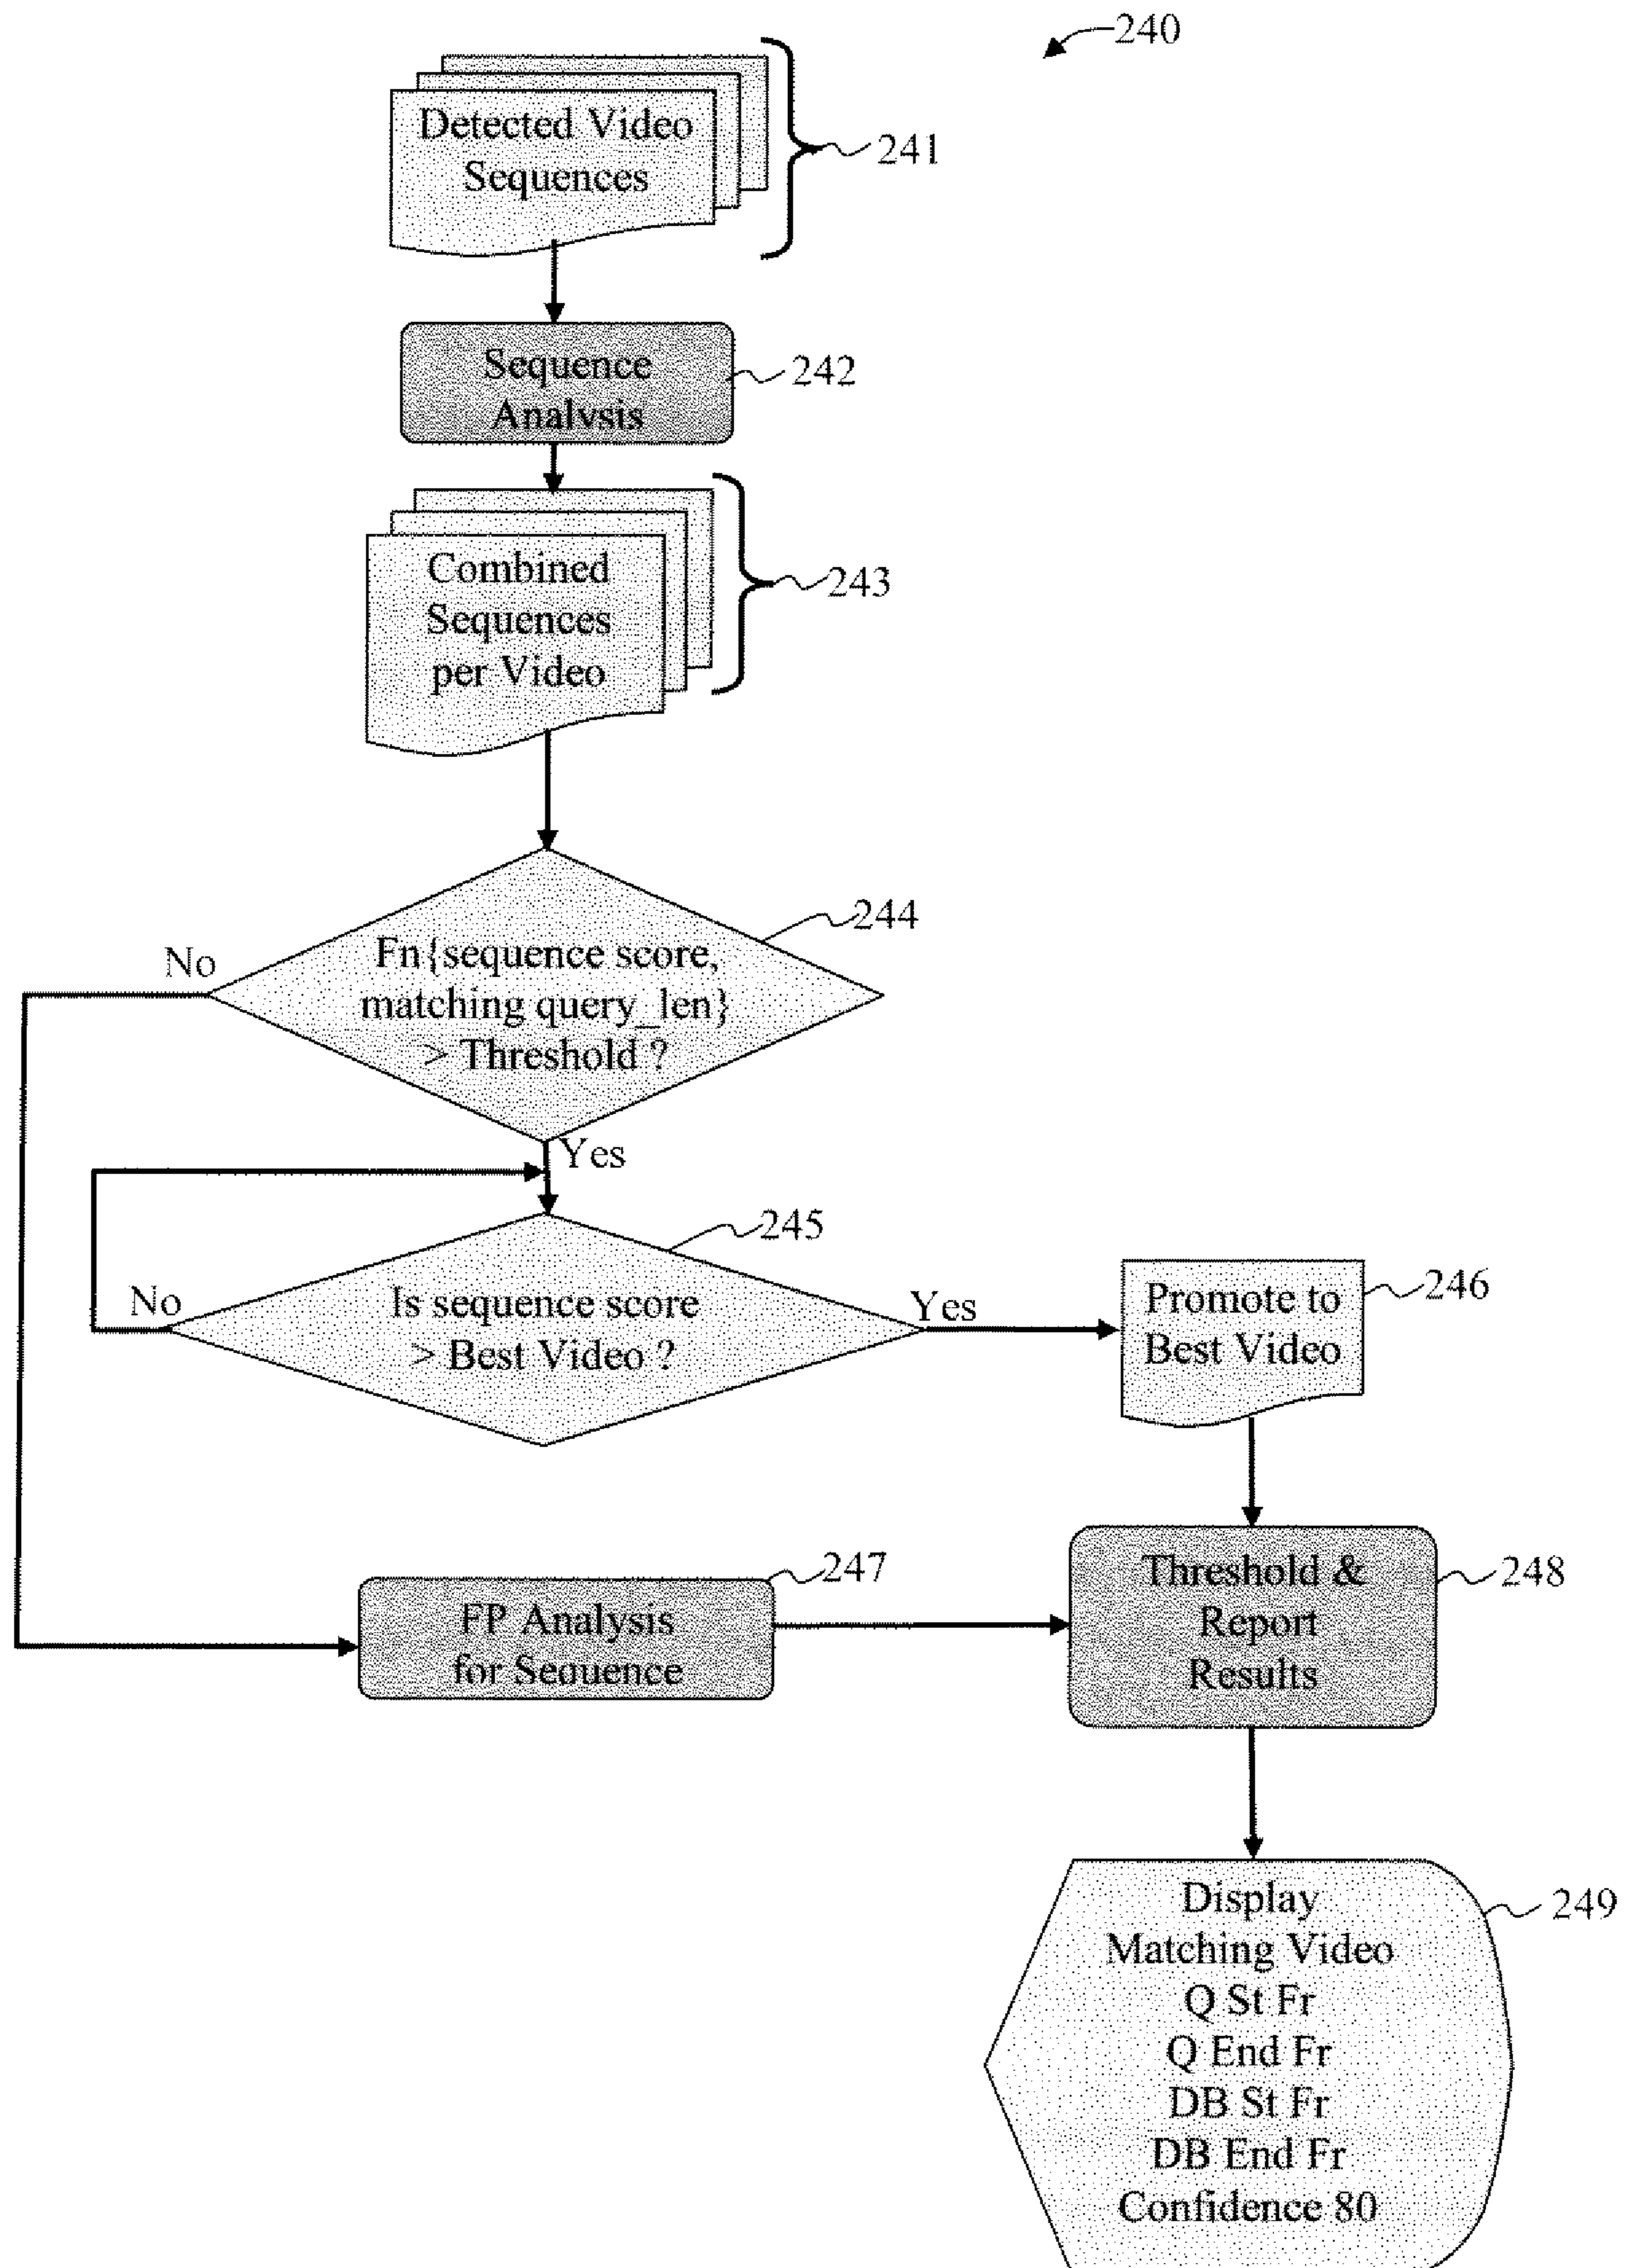 240
Detected Video
Sequences
241
Sequence
Analysis
242
Combined
Sequences
per Video
243
244
No
Fn{sequence score,
matching query_len}
> Threshold ?
Yes
245
No
Is sequence score
> Best Video ?
Yes
Promote to
Best Video
246
247
FP Analysis
for Sequence
Threshold &
Report
Results
248
Display
Matching Video
Q St Fr
Q End Fr
DB St Fr
DB End Fr
Confidence 80
249